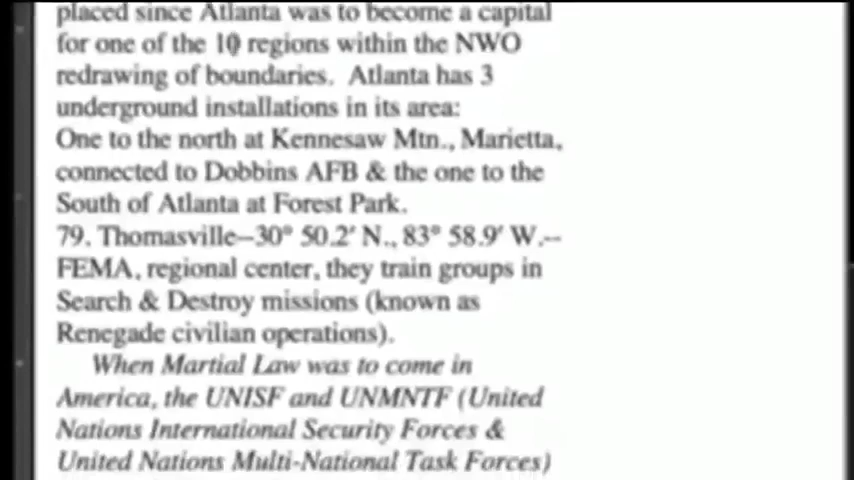 placed since Atlanta was to become a capital
for one of the 10 regions within the NWO
redrawing of boundaries. Atlanta has 3
underground installations in its area:
One to the north at Kennesaw Mtn., Marietta,
connected to Dobbins AFB & the one to the
South of Atlanta at Forest Park.
79. Thomasville–30° 50.2' N., 83° 58.9' W.--
FEMA, regional center, they train groups in
Search & Destroy missions (known as
Renegade civilian operations).
When Martial Law was to come in
America, the UNISF and UNMNTF (United
Nations International Security Forces &
United Nations Multi-National Task Forces)